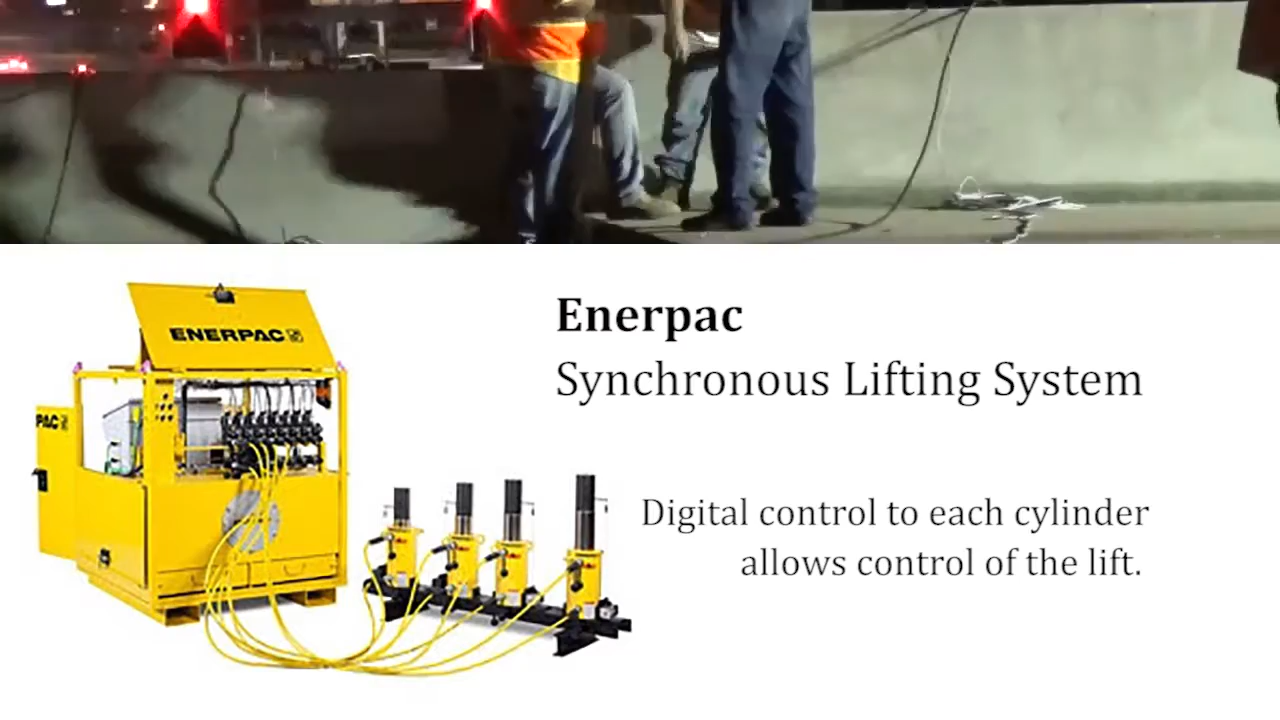 ENERPAC
PAC
Enerpac
Synchronous Lifting System
Digital control to each cylinder
allows control of the lift.